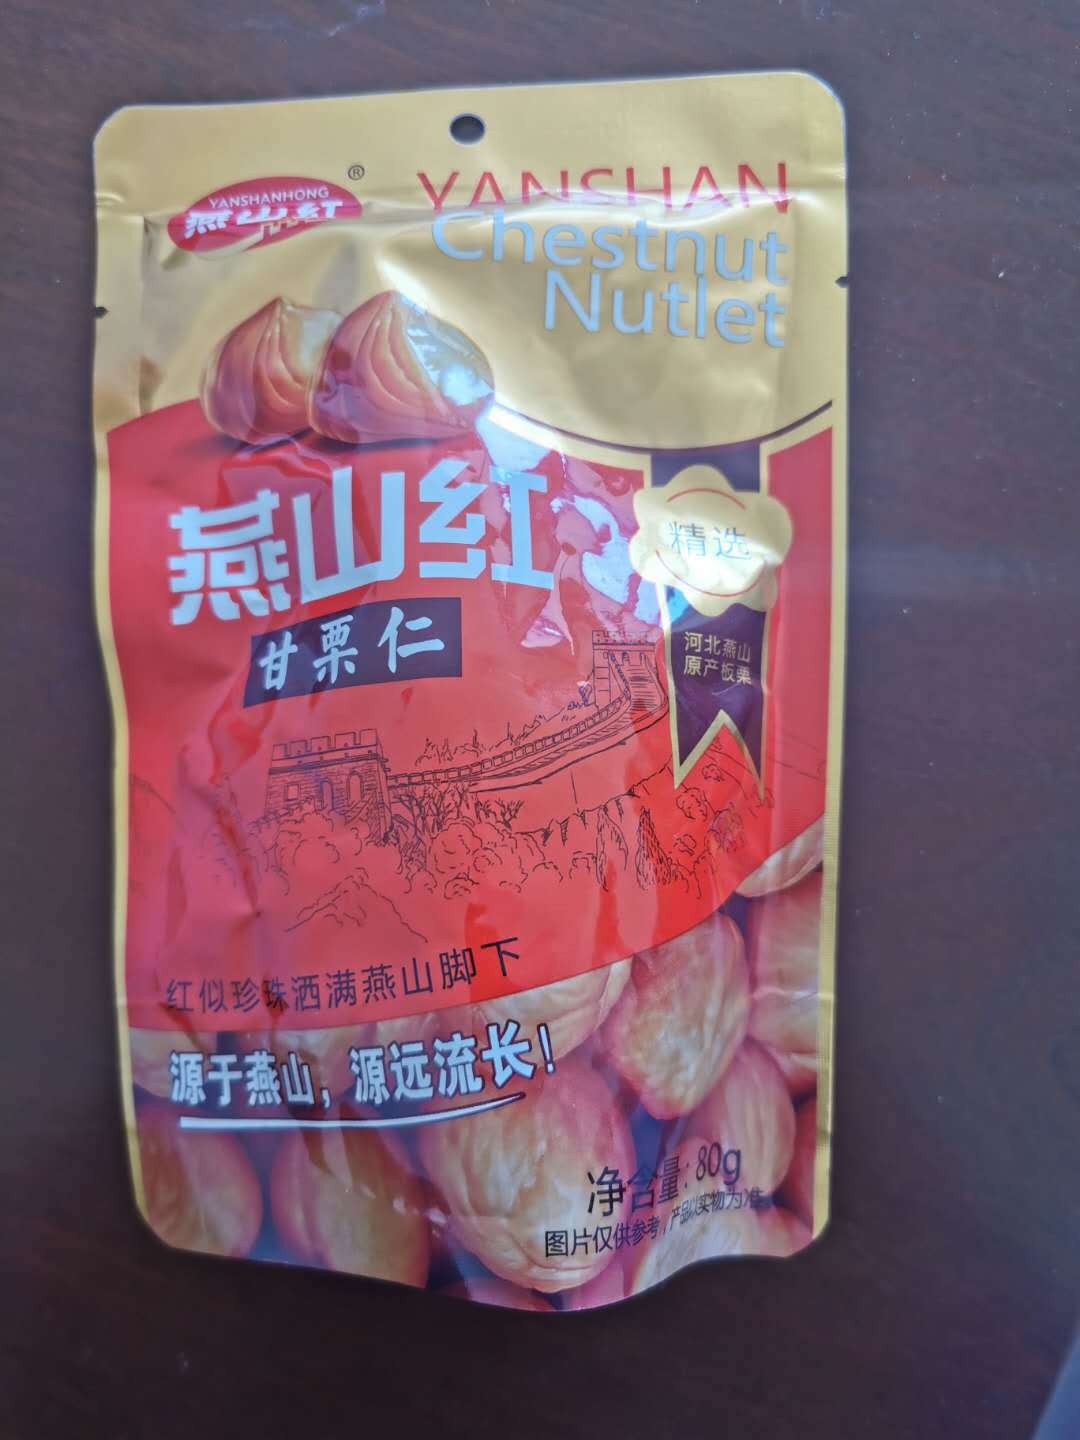 YANSHANHONG
燕山红
®
YANSHAN
Chestnut
Nutlet
燕山红
甘栗仁
精选
河北燕山
原产板栗
红似珍珠洒满燕山脚下
源于燕山，源远流长！
净含量：80g
图片仅供参考，产品以实物为准